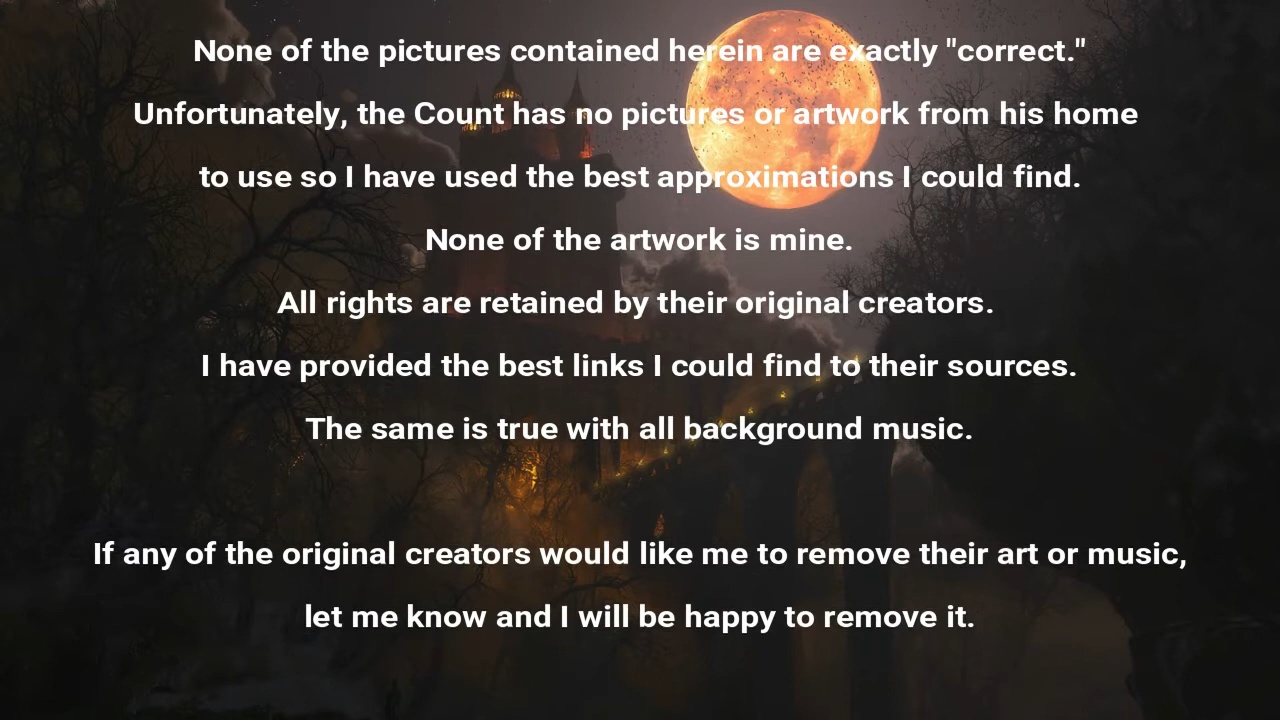 None of the pictures contained herein are exactly "correct."
Unfortunately, the Count has no pictures or artwork from his home
to use so I have used the best approximations I could find.
None of the artwork is mine.
All rights are retained by their original creators.
I have provided the best links I could find to their sources.
The same is true with all background music.
If any of the original creators would like me to remove their art or music,
let me know and I will be happy to remove it.